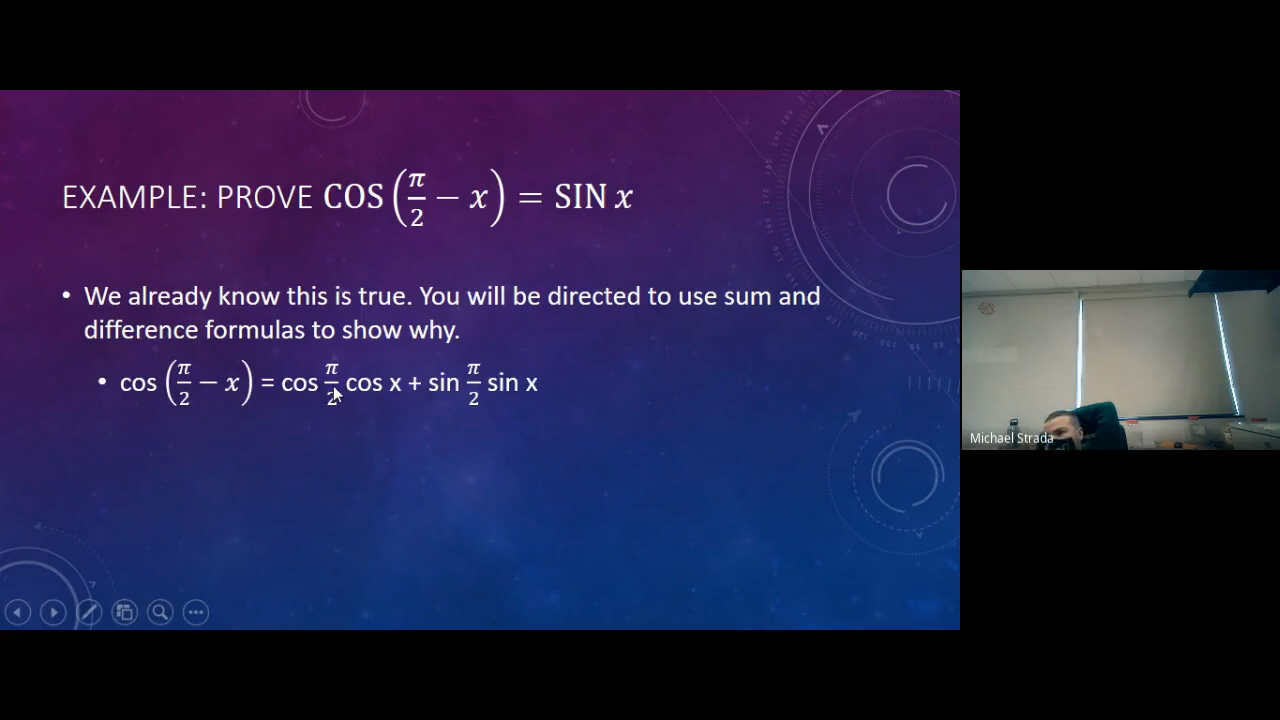 EXAMPLE: PROVE COS(π/2 − x) = SIN x
• We already know this is true. You will be directed to use sum and
difference formulas to show why.
• cos (π/2 − x) = cos π/2 cos x + sin π/2 sin x
Michael Strada